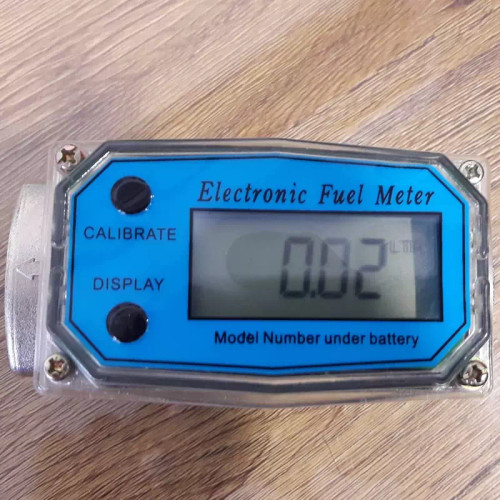 Electronic Fuel Meter
CALIBRATE
0.02
DISPLAY
Model Number under battery